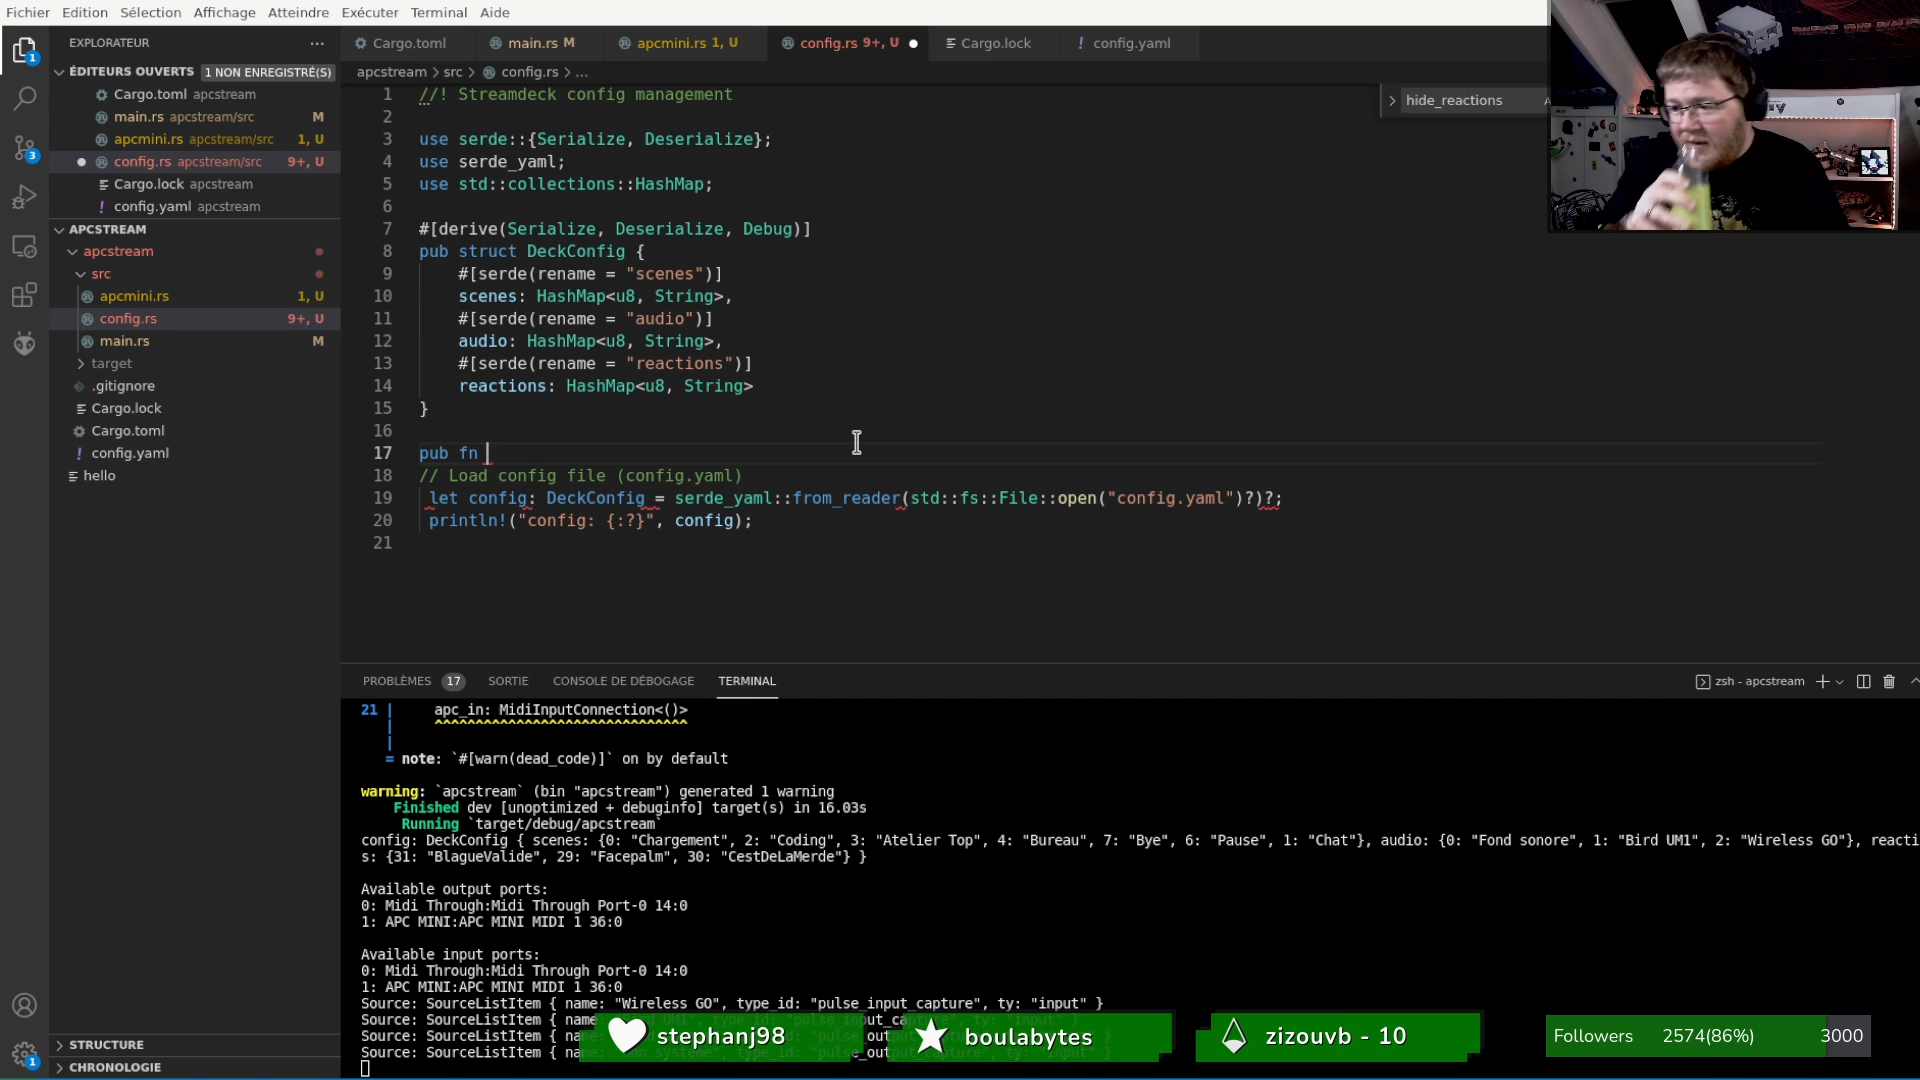 Fichier Edition Sélection Affichage Atteindre Exécuter Terminal Aide
EXPLORATEUR
ÉDITEURS OUVERTS 1 NON ENREGISTRÉ(S)
Cargo.toml apcstream
main.rs apcstream/src M
apcmini.rs apcstream/src 1, U
config.rs apcstream/src 9+, U
Cargo.lock apcstream
config.yaml apcstream
APCSTREAM
apcstream
src
apcmini.rs 1, U
config.rs 9+, U
main.rs M
target
.gitignore
Cargo.lock
Cargo.toml
config.yaml
hello
STRUCTURE
CHRONOLOGIE
1
3
1
Cargo.toml main.rs M apcmini.rs 1, U config.rs 9+, U Cargo.lock config.yaml
apcstream > src > config.rs > ...
hide_reactions
1 //! Streamdeck config management
2
3 use serde::{Serialize, Deserialize};
4 use serde_yaml;
5 use std::collections::HashMap;
6
7 #[derive(Serialize, Deserialize, Debug)]
8 pub struct DeckConfig {
9 #[serde(rename = "scenes")]
10 scenes: HashMap<u8, String>,
11 #[serde(rename = "audio")]
12 audio: HashMap<u8, String>,
13 #[serde(rename = "reactions")]
14 reactions: HashMap<u8, String>
15 }
16
17 pub fn
18 // Load config file (config.yaml)
19 let config: DeckConfig = serde_yaml::from_reader(std::fs::File::open("config.yaml")?)?;
20 println!("config: {:?}", config);
21
PROBLÈMES 17 SORTIE CONSOLE DE DÉBOGAGE TERMINAL
zsh - apcstream
21 | apc_in: MidiInputConnection<()>
| ^^^^^^^^^^^^^^^^^^^^^^^^^^^^^^^
|
= note: `#[warn(dead_code)]` on by default
warning: `apcstream` (bin "apcstream") generated 1 warning
Finished dev [unoptimized + debuginfo] target(s) in 16.03s
Running `target/debug/apcstream`
config: DeckConfig { scenes: {0: "Chargement", 2: "Coding", 3: "Atelier Top", 4: "Bureau", 7: "Bye", 6: "Pause", 1: "Chat"}, audio: {0: "Fond sonore", 1: "Bird UM1", 2: "Wireless GO"}, reacti
s: {31: "BlagueValide", 29: "Facepalm", 30: "CestDeLaMerde"} }
Available output ports:
0: Midi Through:Midi Through Port-0 14:0
1: APC MINI:APC MINI MIDI 1 36:0
Available input ports:
0: Midi Through:Midi Through Port-0 14:0
1: APC MINI:APC MINI MIDI 1 36:0
Source: SourceListItem { name: "Wireless GO", type_id: "pulse_input_capture", ty: "input" }
Source: SourceListItem { name
Source: SourceListItem { na
Source: SourceListItem { na
stephanj98
boulabytes
zizouvb - 10
Followers 2574(86%) 3000